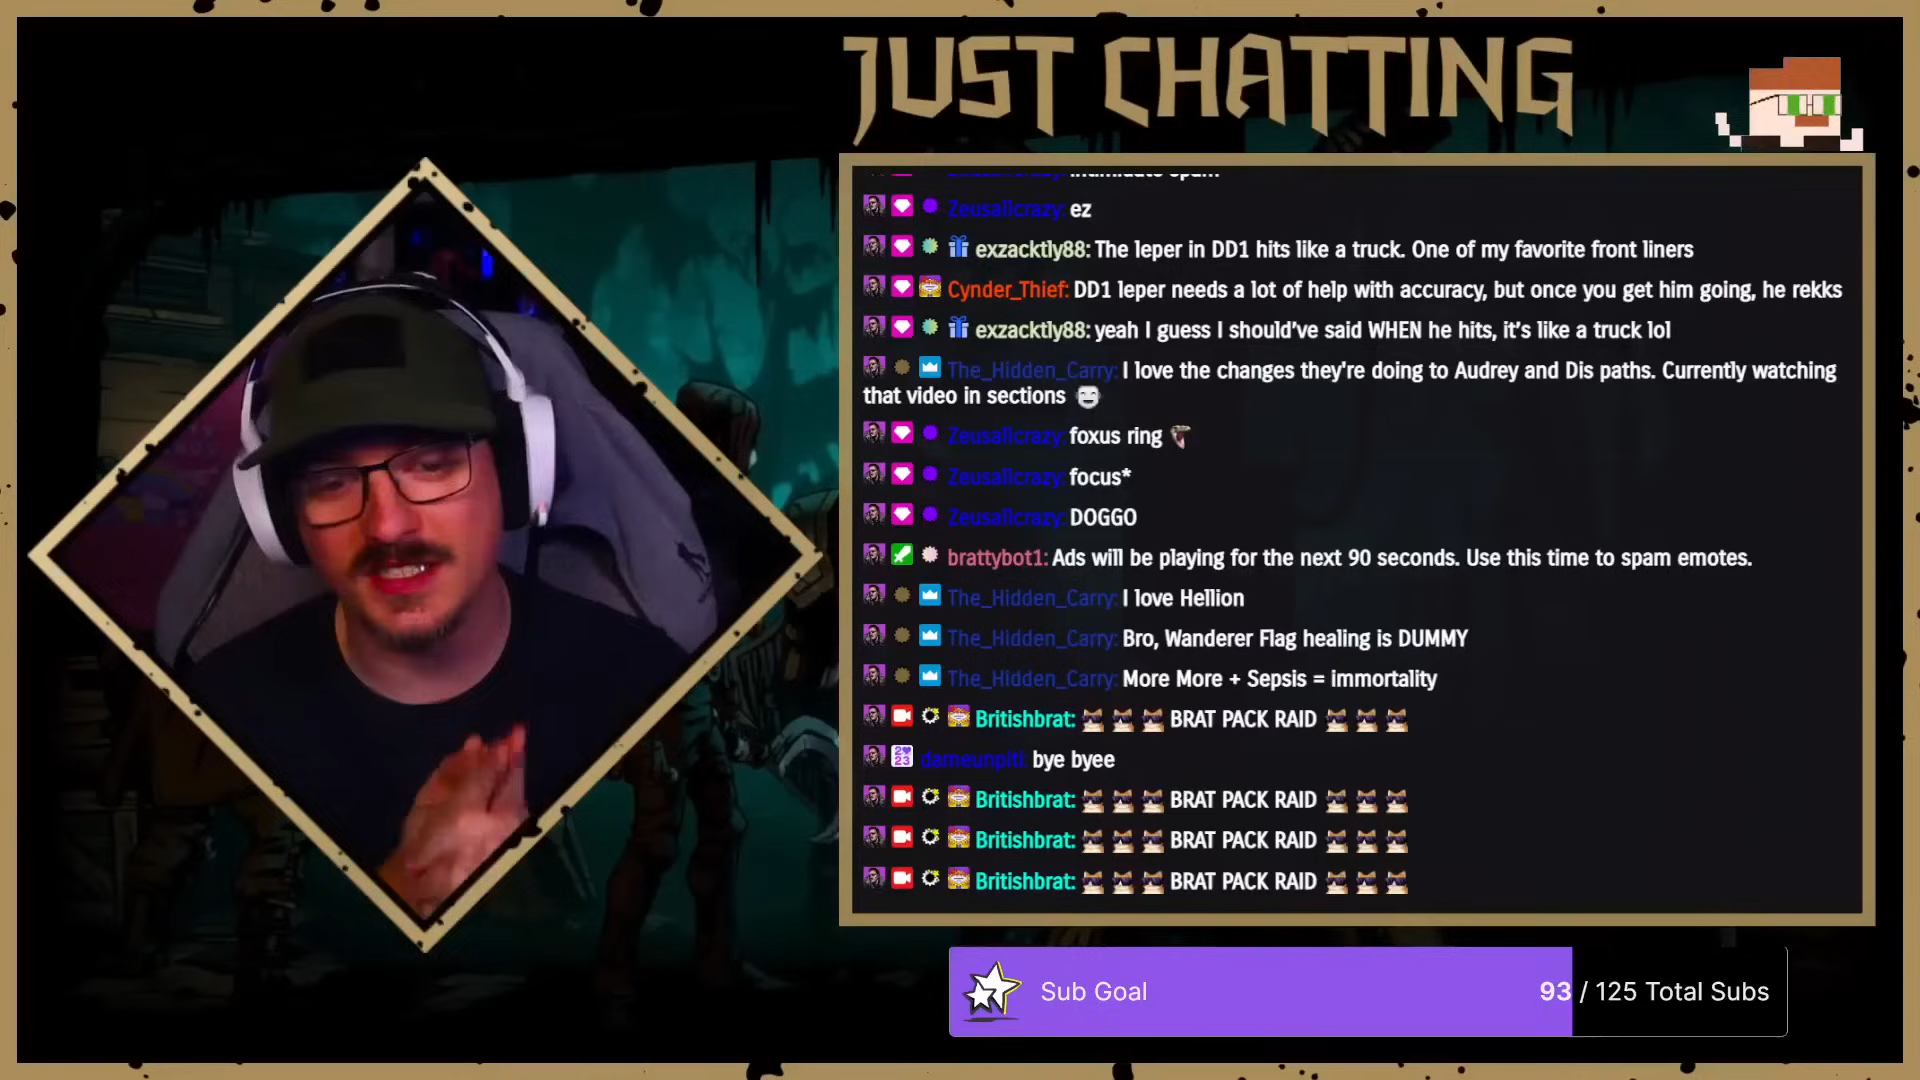 JUST CHATTING
Zeusallcrazy: ez
exzacktly88: The leper in DD1 hits like a truck. One of my favorite front liners
Cynder_Thief: DD1 leper needs a lot of help with accuracy, but once you get him going, he rekks
exzacktly88: yeah I guess I should've said WHEN he hits, it's like a truck lol
The_Hidden_Carry: I love the changes they're doing to Audrey and Dis paths. Currently watching
that video in sections
Zeusallcrazy: foxus ring
Zeusallcrazy: focus*
Zeusallcrazy: DOGGO
brattybot1: Ads will be playing for the next 90 seconds. Use this time to spam emotes.
The_Hidden_Carry: I love Hellion
The_Hidden_Carry: Bro, Wanderer Flag healing is DUMMY
The_Hidden_Carry: More More + Sepsis = immortality
Britishbrat: BRAT PACK RAID
dameunpiti: bye byee
Britishbrat: BRAT PACK RAID
Britishbrat: BRAT PACK RAID
Britishbrat: BRAT PACK RAID
Sub Goal 93 / 125 Total Subs